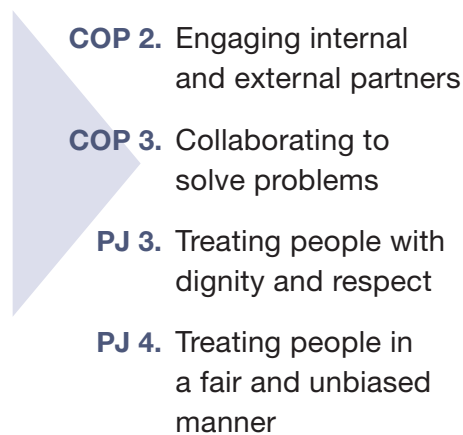 COP 2. Engaging internal
and external partners
COP 3. Collaborating to
solve problems
PJ 3. Treating people with
dignity and respect
PJ 4. Treating people in
a fair and unbiased
manner